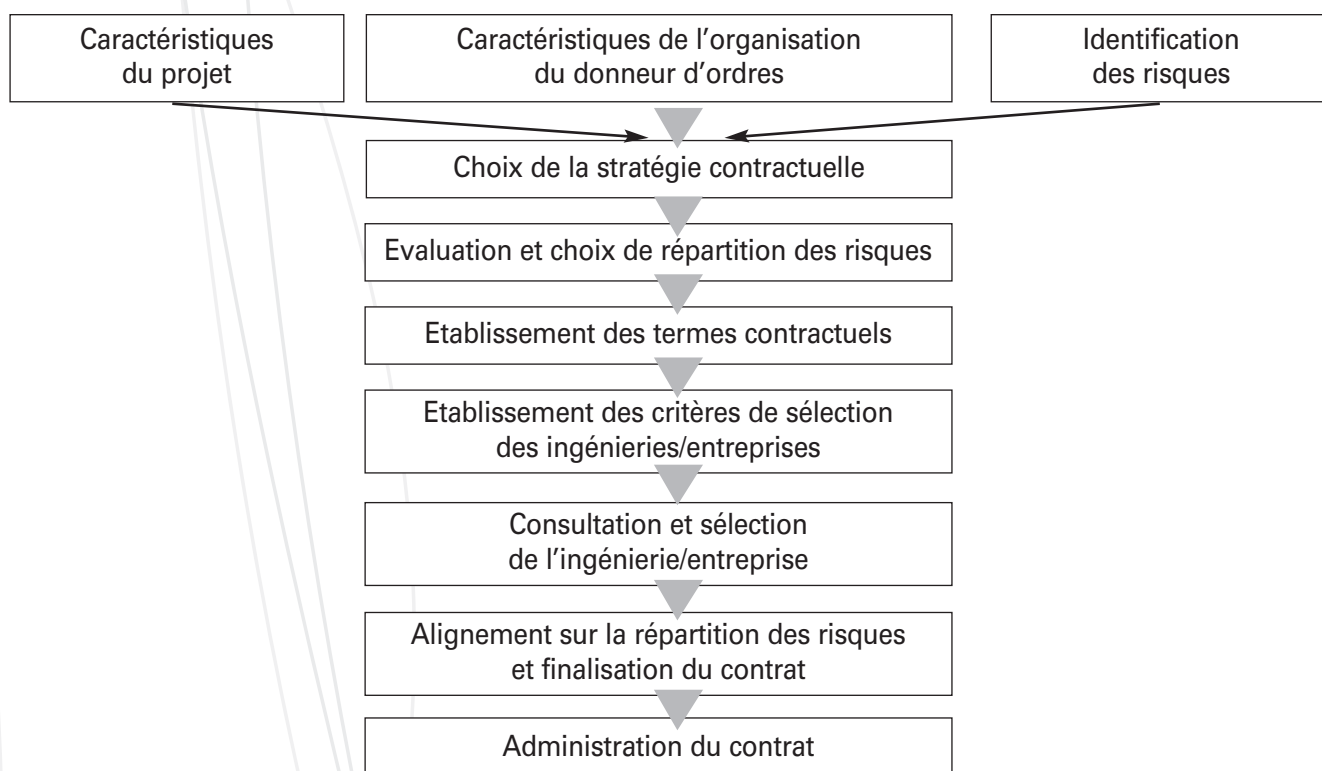 Caractéristiques
du projet
Caractéristiques de l’organisation
du donneur d’ordres
Identification
des risques
Choix de la stratégie contractuelle
Evaluation et choix de répartition des risques
Etablissement des termes contractuels
Etablissement des critères de sélection
des ingénieries/entreprises
Consultation et sélection
de l’ingénierie/entreprise
Alignement sur la répartition des risques
et finalisation du contrat
Administration du contrat